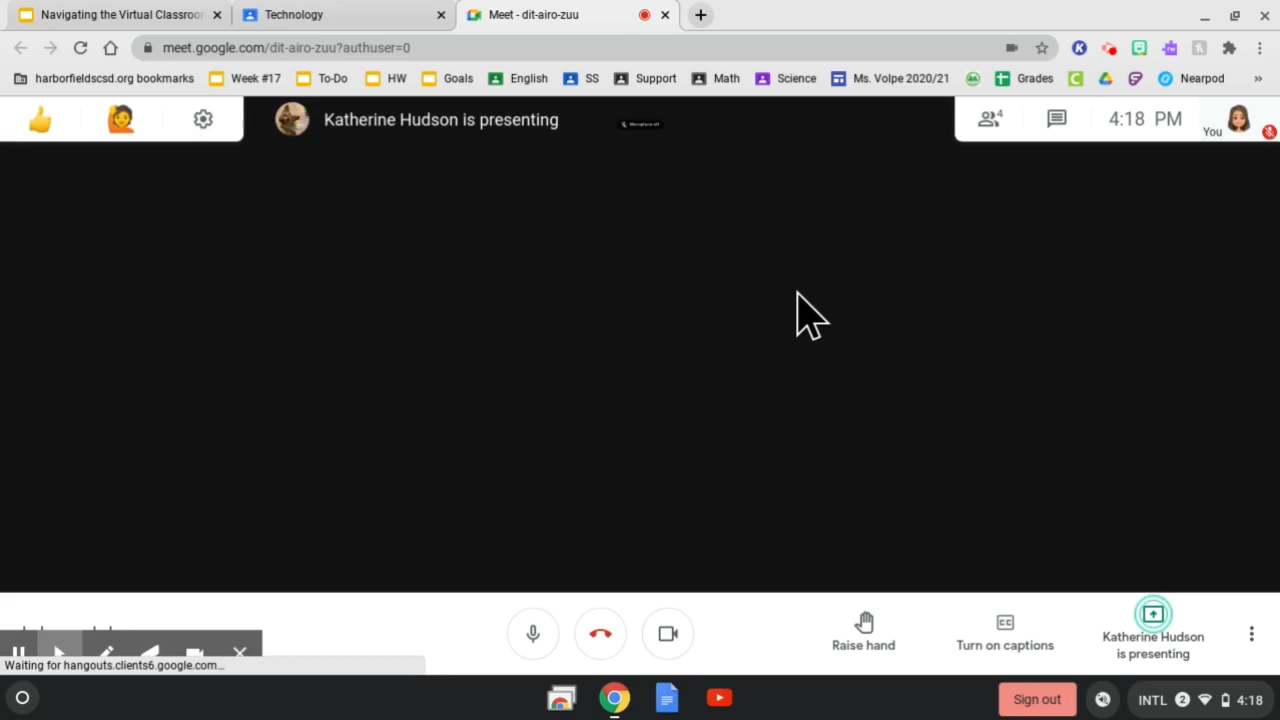 Navigating the Virtual Classroor
Technology
Meet - dit-airo-zuu
meet.google.com/dit-airo-zuu?authuser=0
harborfieldscsd.org bookmarks Week #17 To-Do HW Goals English SS Support Math Science Ms. Volpe 2020/21 Grades Nearpod »
Katherine Hudson is presenting
4
4:18 PM
You
Raise hand
Turn on captions
Katherine Hudson
is presenting
Waiting for hangouts.clients6.google.com...
Sign out
INTL 2 4:18